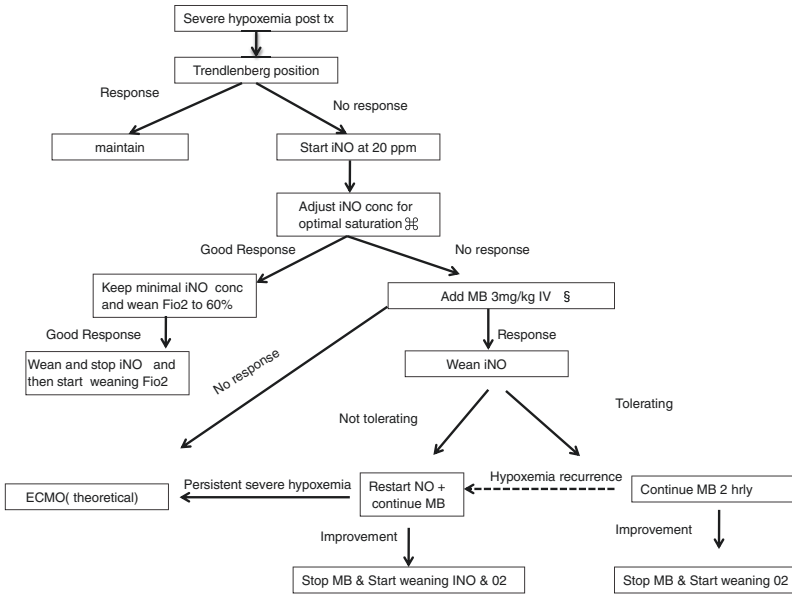 Severe hypoxemia post tx
Trendlenberg position
Response
No response
maintain
Start iNO at 20 ppm
Adjust iNO conc for
optimal saturation ⌘
Good Response
No response
Keep minimal iNO conc
and wean Fio2 to 60%
Add MB 3mg/kg IV §
Good Response
Response
Wean and stop iNO and
then start weaning Fio2
No response
Wean iNO
Not tolerating
Tolerating
ECMO( theoretical)
Persistent severe hypoxemia
Restart NO +
continue MB
Hypoxemia recurrence
Continue MB 2 hrly
Improvement
Improvement
Stop MB & Start weaning INO & 02
Stop MB & Start weaning 02